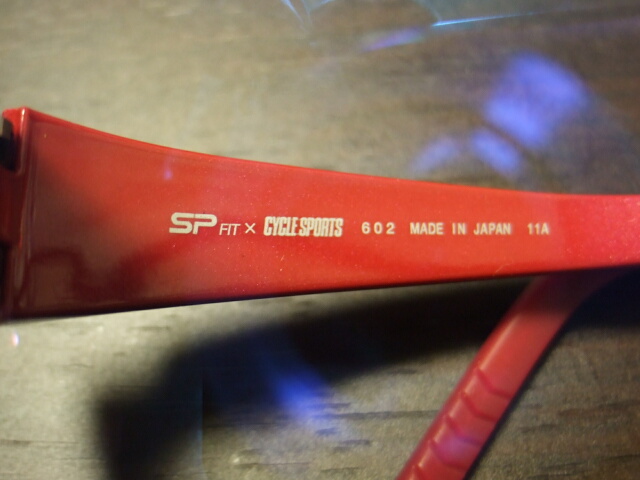 SP FIT × CYCLE SPORTS 602 MADE IN JAPAN 11A